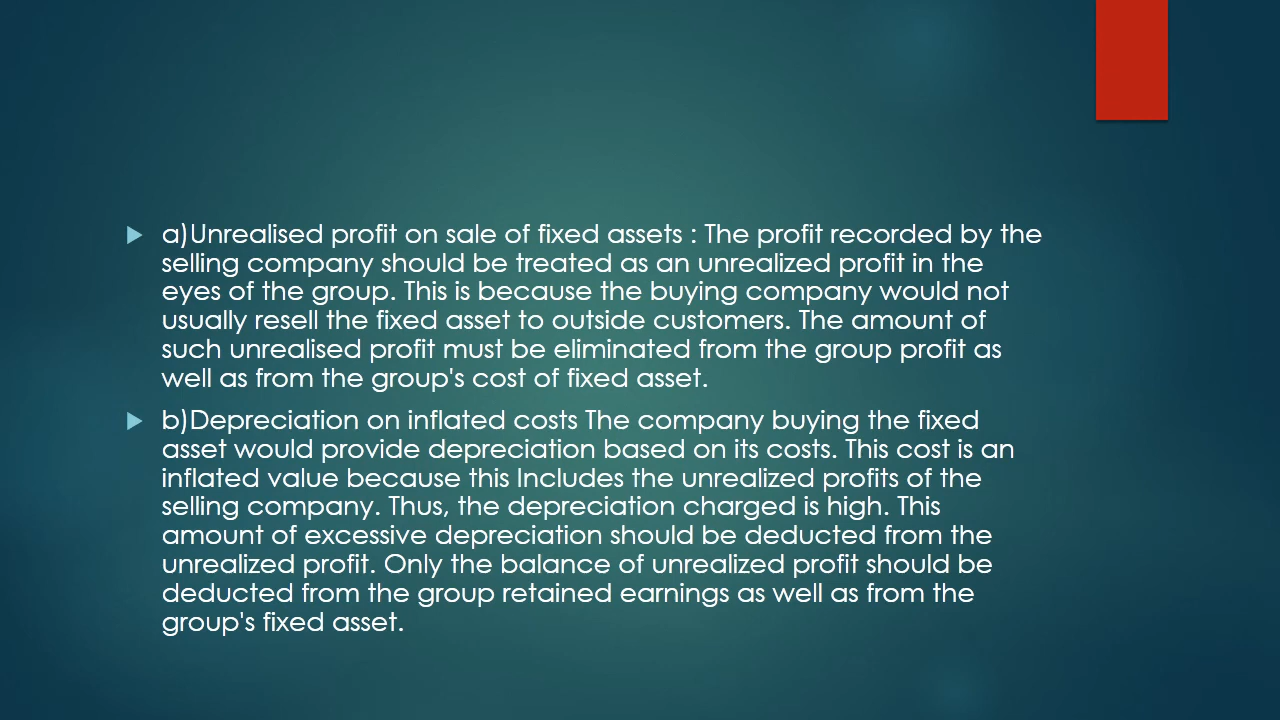 a)Unrealised profit on sale of fixed assets : The profit recorded by the
selling company should be treated as an unrealized profit in the
eyes of the group. This is because the buying company would not
usually resell the fixed asset to outside customers. The amount of
such unrealised profit must be eliminated from the group profit as
well as from the group's cost of fixed asset.
b)Depreciation on inflated costs The company buying the fixed
asset would provide depreciation based on its costs. This cost is an
inflated value because this Includes the unrealized profits of the
selling company. Thus, the depreciation charged is high. This
amount of excessive depreciation should be deducted from the
unrealized profit. Only the balance of unrealized profit should be
deducted from the group retained earnings as well as from the
group's fixed asset.